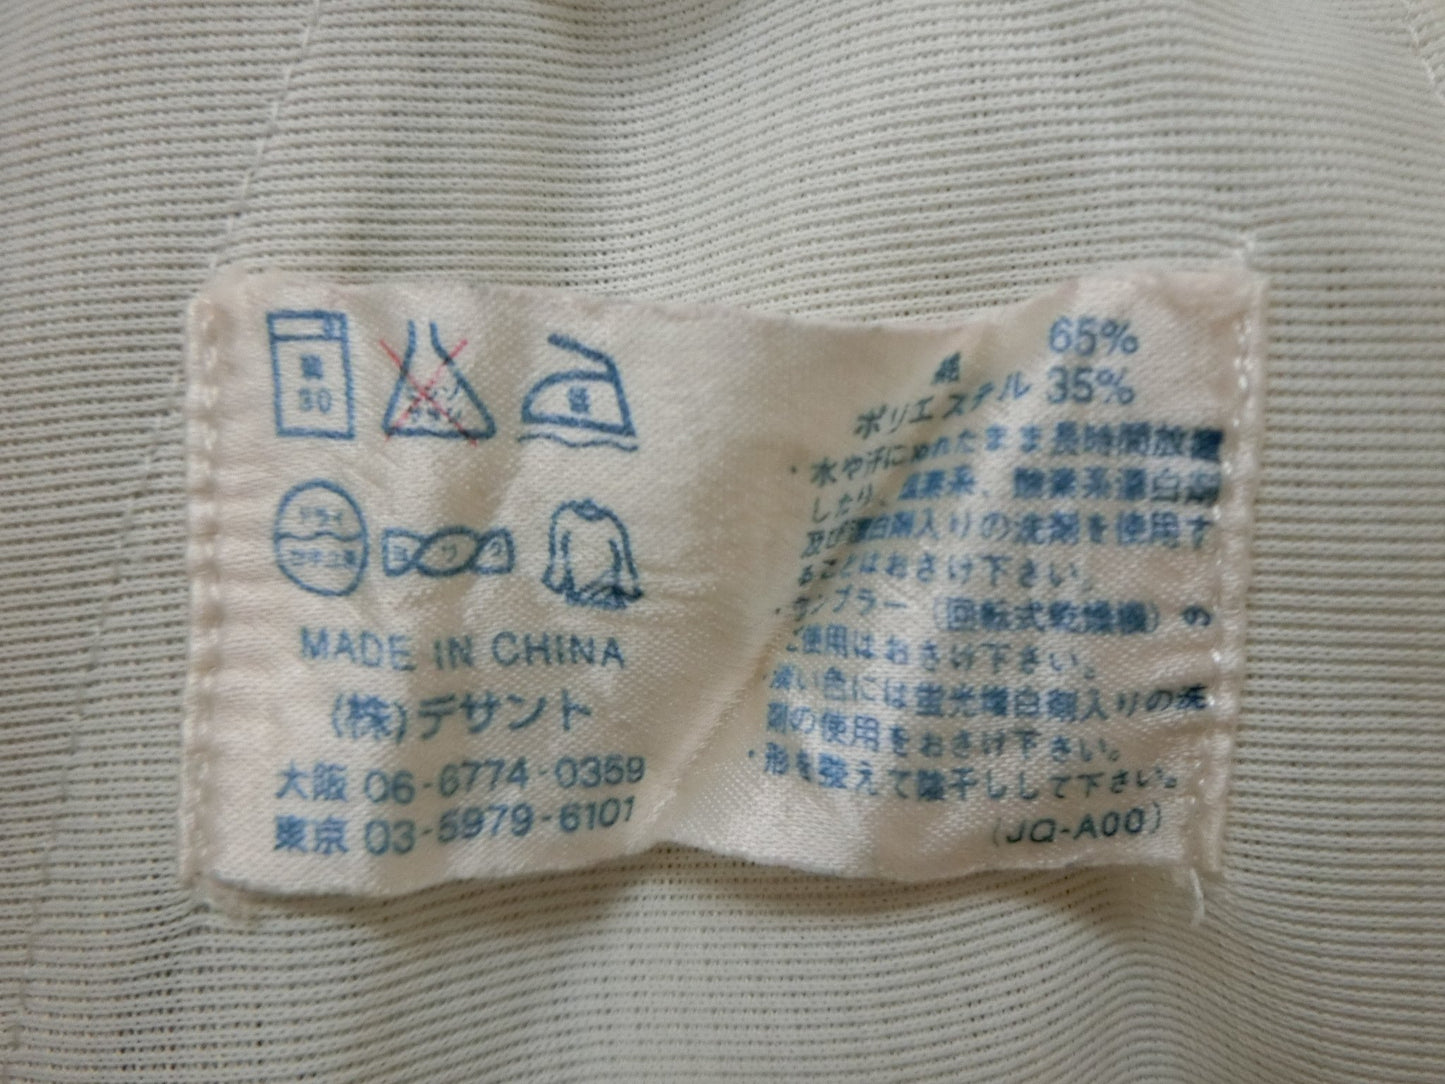 弱
30
エンソ
サラシ
低
ドライ
セキユ系
ヨワク
MADE IN CHINA
(株)デサント
大阪 06-6774-0359
東京 03-5979-6101
綿 65%
ポリエステル 35%
・水や汗にぬれたまま長時間放置
したり、塩素系、酸素系漂白剤
及び漂白剤入りの洗剤を使用す
ることはおさけ下さい。
・タンブラー(回転式乾燥機)の
ご使用はおさけ下さい。
・淡い色には蛍光増白剤入りの洗
剤の使用をおさけ下さい。
・形を整えて陰干しして下さい。
(JQ-A00)